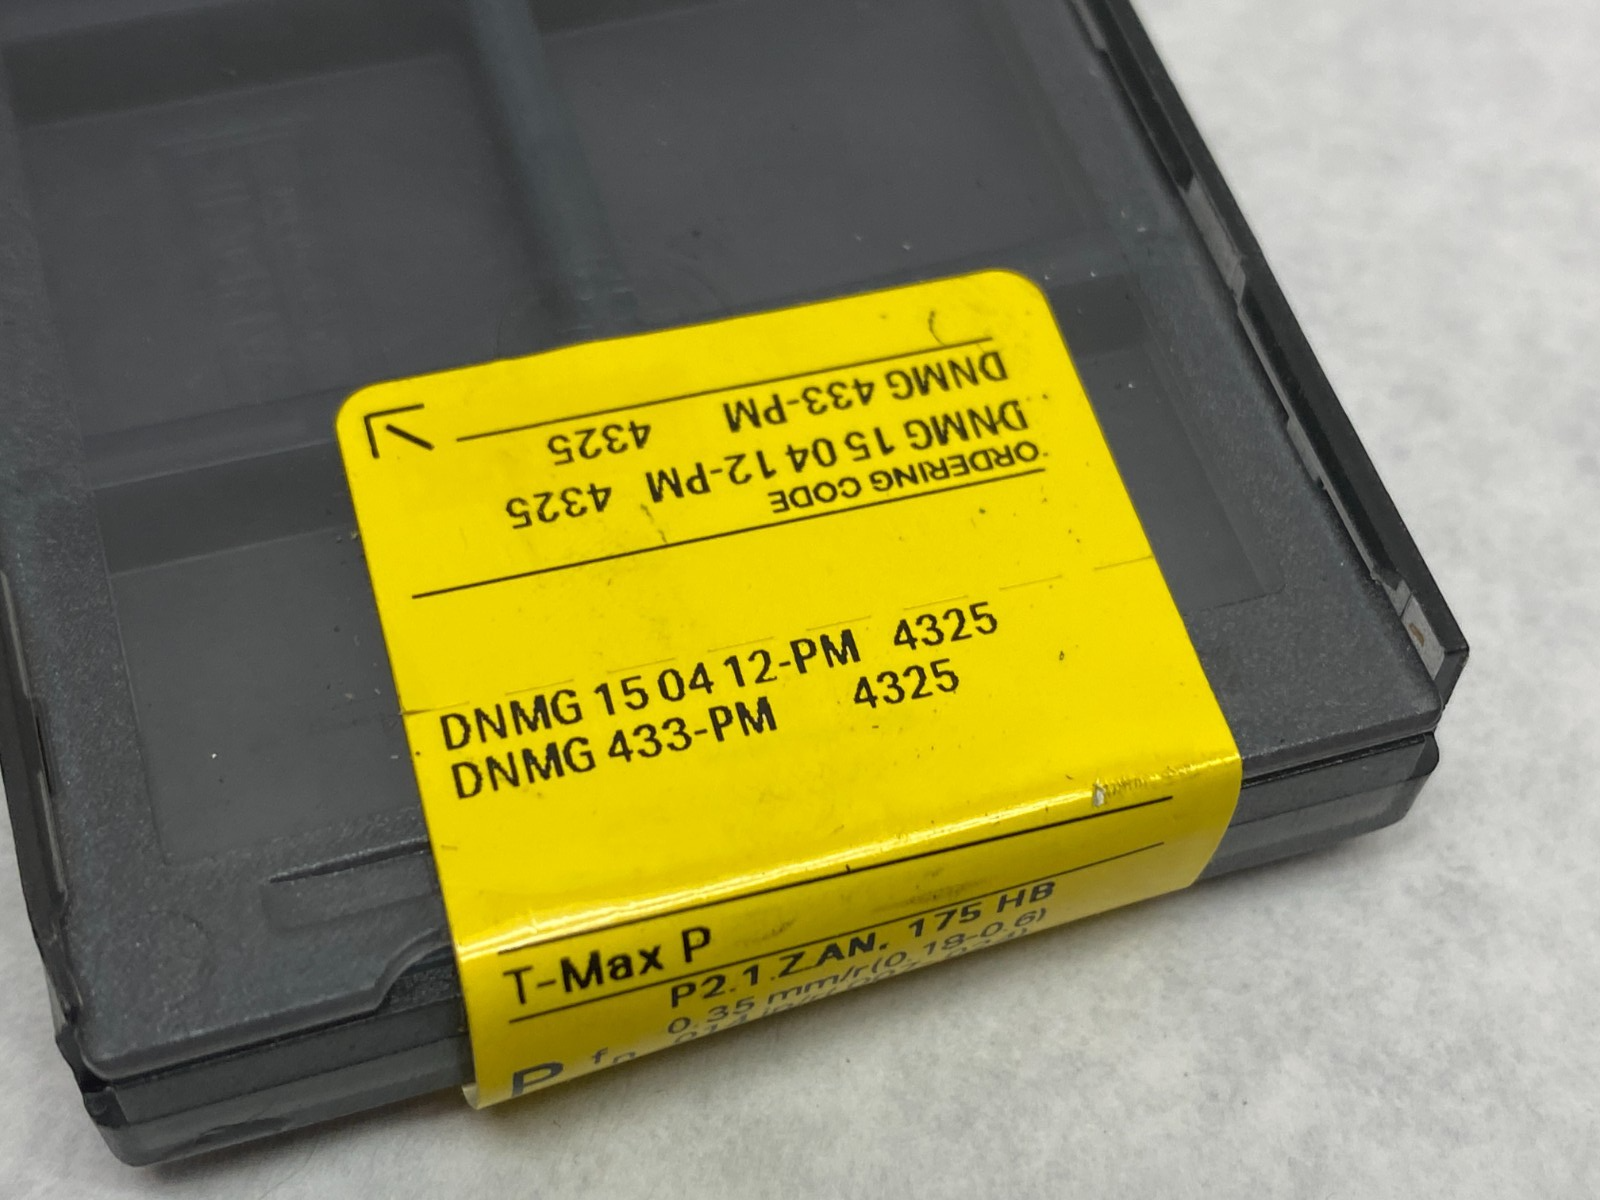 ORDERING CODE
DNMG 15 04 12-PM 4325
DNMG 433-PM 4325
DNMG 15 04 12-PM 4325
DNMG 433-PM 4325
T-Max P
P2.1.Z.AN. 175 HB
0.35 mm/r(0.18-0.6)
P fn